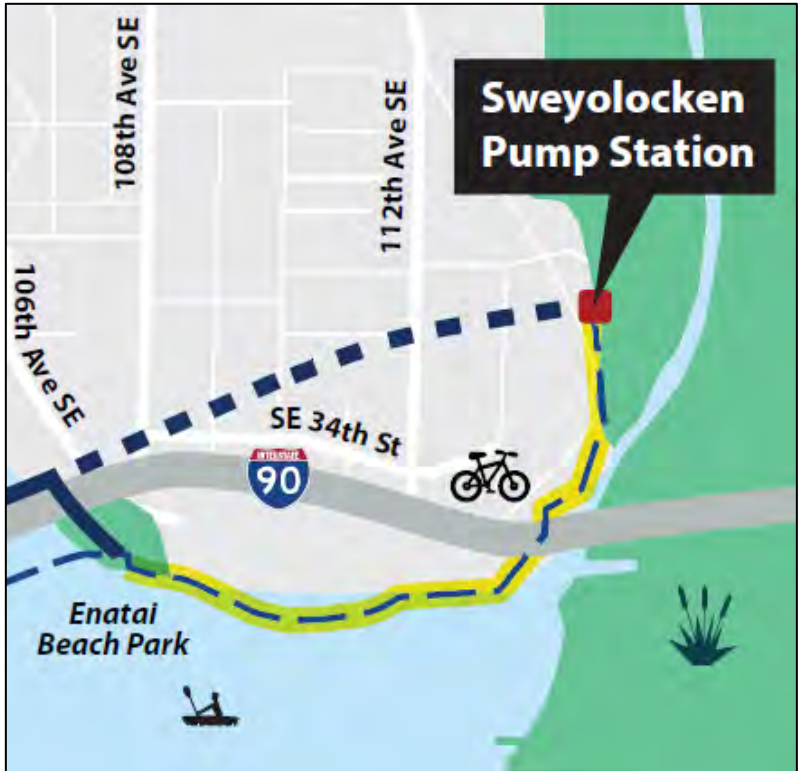 108th Ave SE
112th Ave SE
Sweyolocken
Pump Station
106th Ave SE
SE 34th St
INTERSTATE
90
Enatai
Beach Park